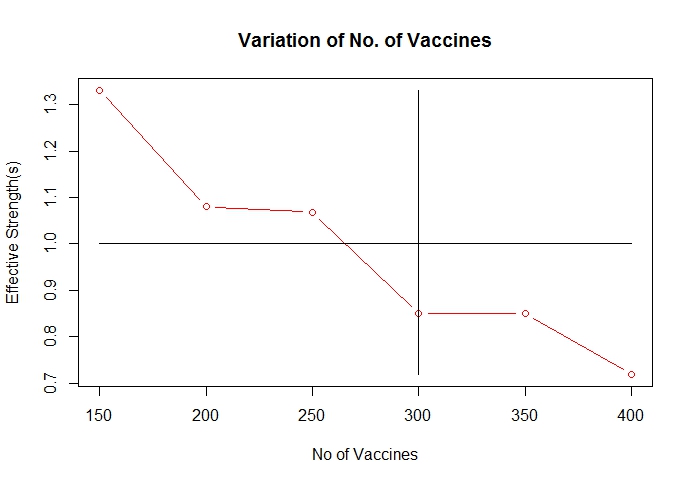 Variation of No. of Vaccines
Effective Strength(s)
1.3
1.2
1.1
1.0
0.9
0.8
0.7
150 200 250 300 350 400
No of Vaccines